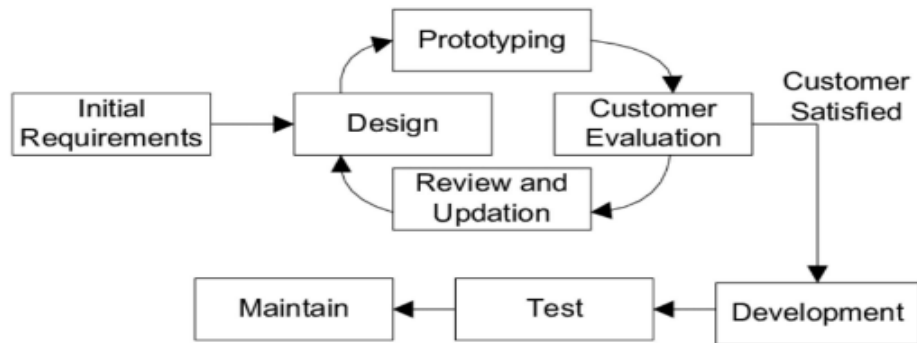 Prototyping
Customer
Satisfied
Initial
Requirements
Design
Customer
Evaluation
Review and
Updation
Maintain
Test
Development